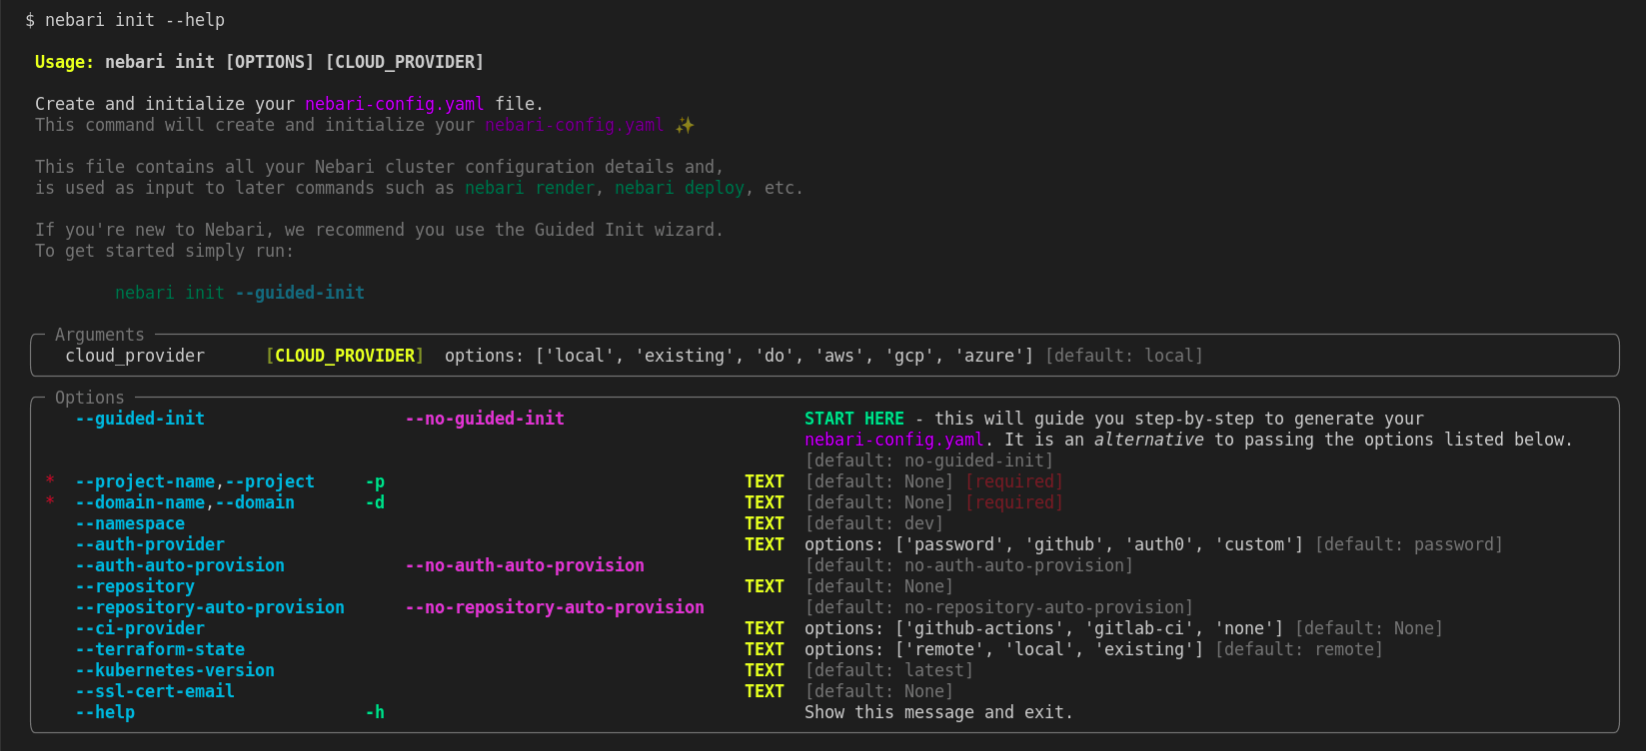 $ nebari init --help
Usage: nebari init [OPTIONS] [CLOUD_PROVIDER]
Create and initialize your nebari-config.yaml file.
This command will create and initialize your nebari-config.yaml ✨
This file contains all your Nebari cluster configuration details and,
is used as input to later commands such as nebari render, nebari deploy, etc.
If you're new to Nebari, we recommend you use the Guided Init wizard.
To get started simply run:
nebari init --guided-init
Arguments
cloud_provider [CLOUD_PROVIDER] options: ['local', 'existing', 'do', 'aws', 'gcp', 'azure'] [default: local]
Options
--guided-init --no-guided-init START HERE - this will guide you step-by-step to generate your
nebari-config.yaml. It is an alternative to passing the options listed below.
[default: no-guided-init]
* --project-name,--project -p TEXT [default: None] [required]
* --domain-name,--domain -d TEXT [default: None] [required]
--namespace TEXT [default: dev]
--auth-provider TEXT options: ['password', 'github', 'auth0', 'custom'] [default: password]
--auth-auto-provision --no-auth-auto-provision [default: no-auth-auto-provision]
--repository TEXT [default: None]
--repository-auto-provision --no-repository-auto-provision [default: no-repository-auto-provision]
--ci-provider TEXT options: ['github-actions', 'gitlab-ci', 'none'] [default: None]
--terraform-state TEXT options: ['remote', 'local', 'existing'] [default: remote]
--kubernetes-version TEXT [default: latest]
--ssl-cert-email TEXT [default: None]
--help -h Show this message and exit.